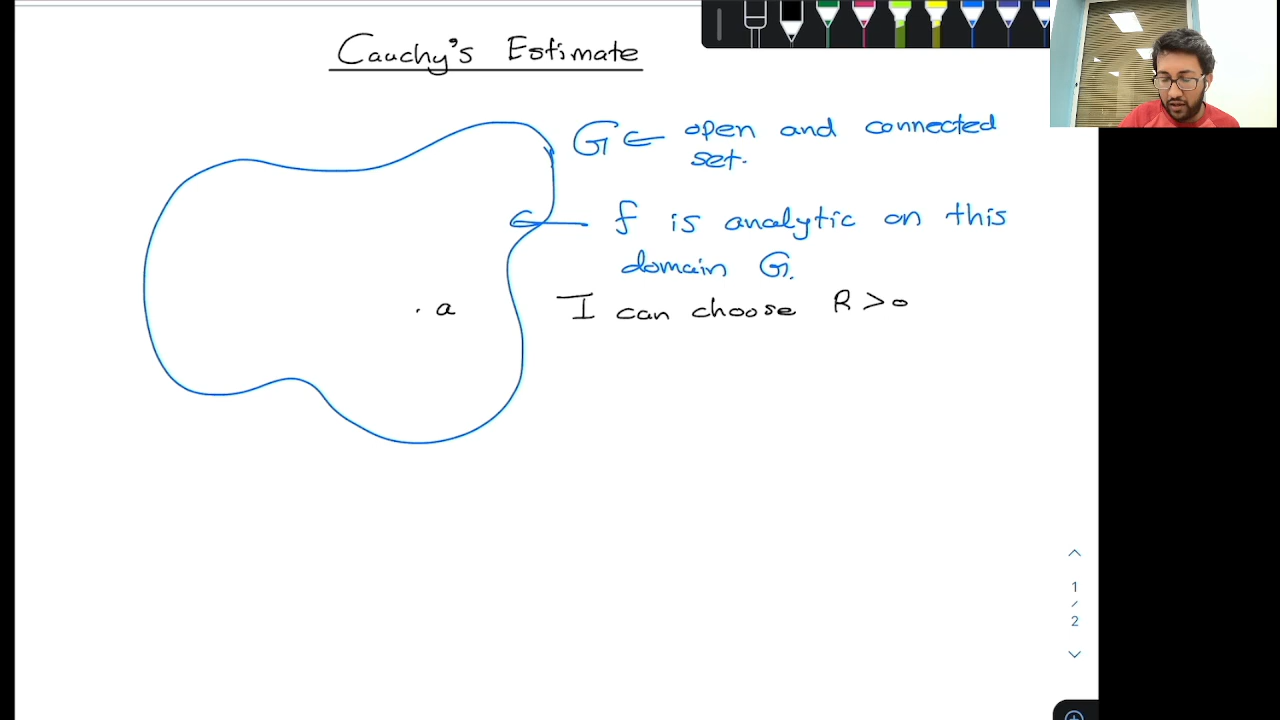 Cauchy's Estimate
G ← open and connected
set.
← f is analytic on this
domain G.
. a
I can choose R > 0
1
/
2